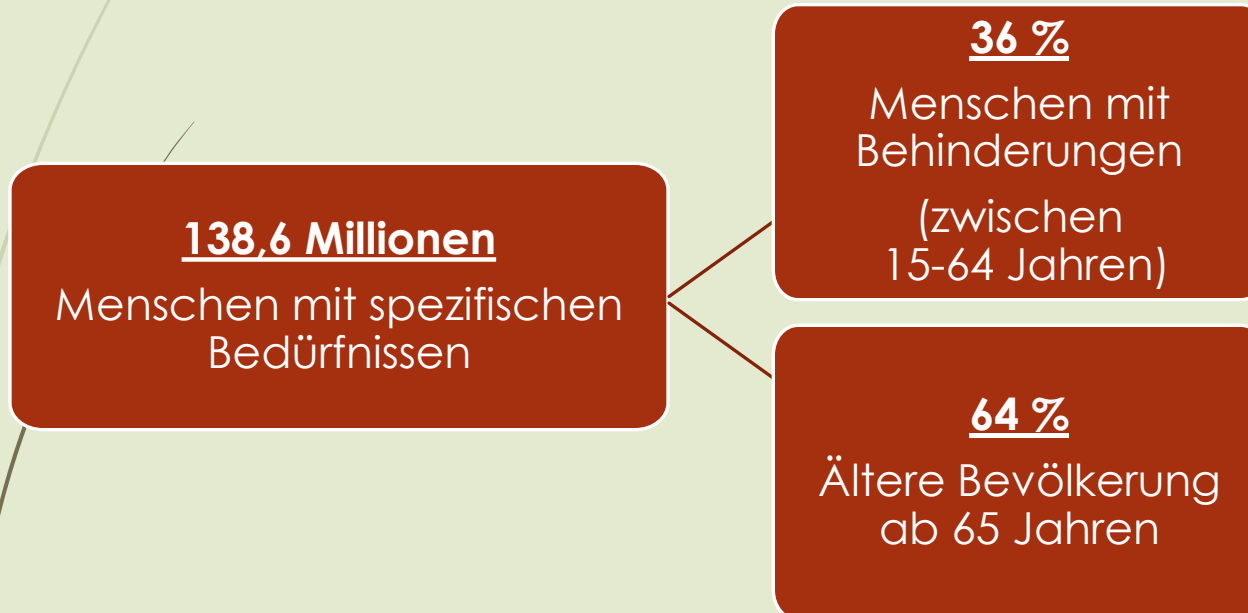 138,6 Millionen
Menschen mit spezifischen
Bedürfnissen
36 %
Menschen mit
Behinderungen
(zwischen
15-64 Jahren)
64 %
Ältere Bevölkerung
ab 65 Jahren